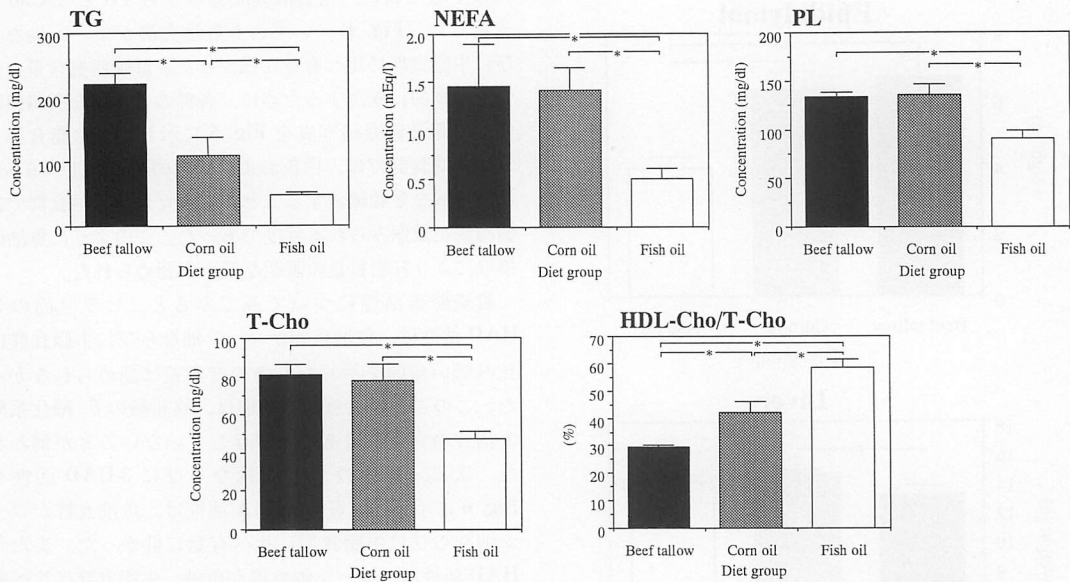 TG
Concentration (mg/dl)
300
200
100
0
*
*
*
Beef tallow Corn oil Fish oil
Diet group
NEFA
Concentration (mEq/l)
2.0
1.5
1.0
0.5
0
*
*
Beef tallow Corn oil Fish oil
Diet group
PL
Concentration (mg/dl)
200
150
100
50
0
*
*
Beef tallow Corn oil Fish oil
Diet group
T-Cho
Concentration (mg/dl)
100
80
60
40
20
0
*
*
Beef tallow Corn oil Fish oil
Diet group
HDL-Cho/T-Cho
(%)
70
60
50
40
30
20
10
0
*
*
*
Beef tallow Corn oil Fish oil
Diet group